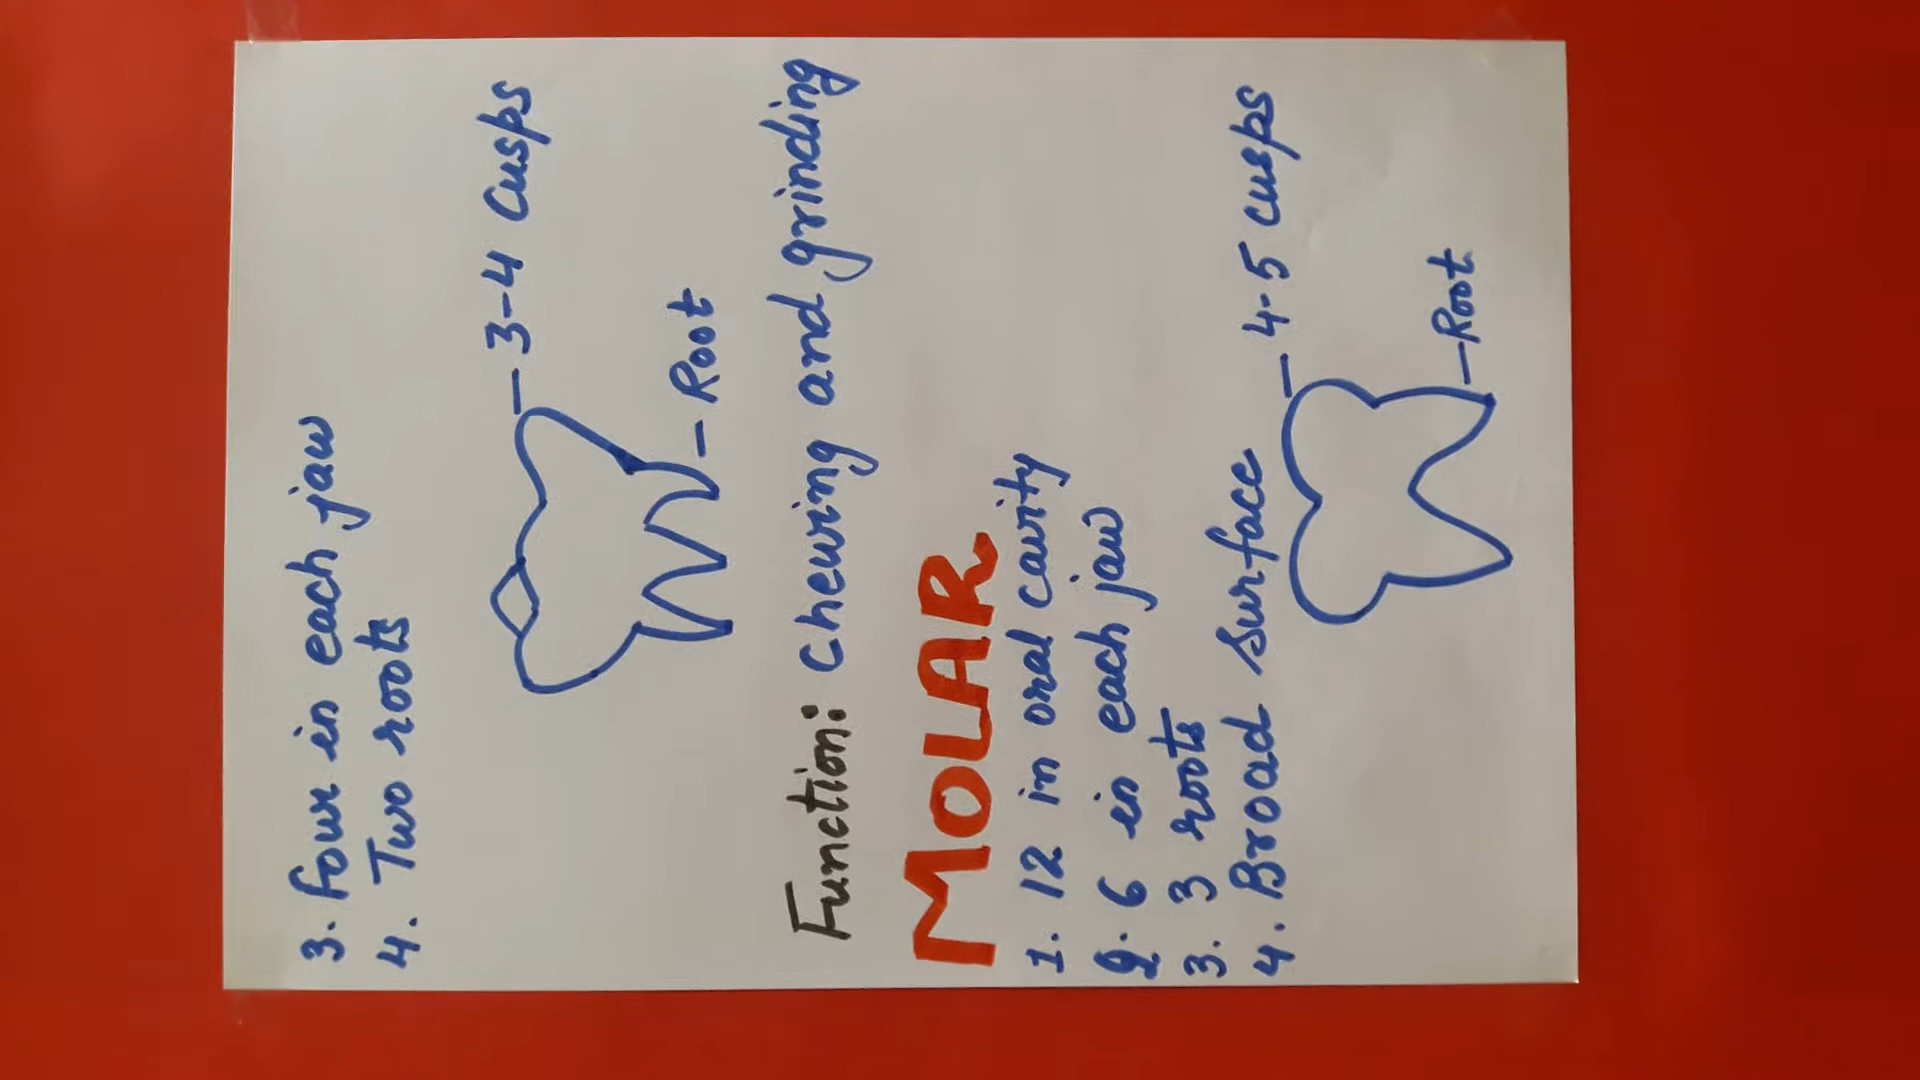 3. four in each jaw
4. Two roots
3-4 Cusps
Root
Function: Chewing and grinding
MOLAR
1. 12 in oral cavity
2. 6 in each jaw
3. 3 roots
4. Broad surface
4-5 cusps
Root